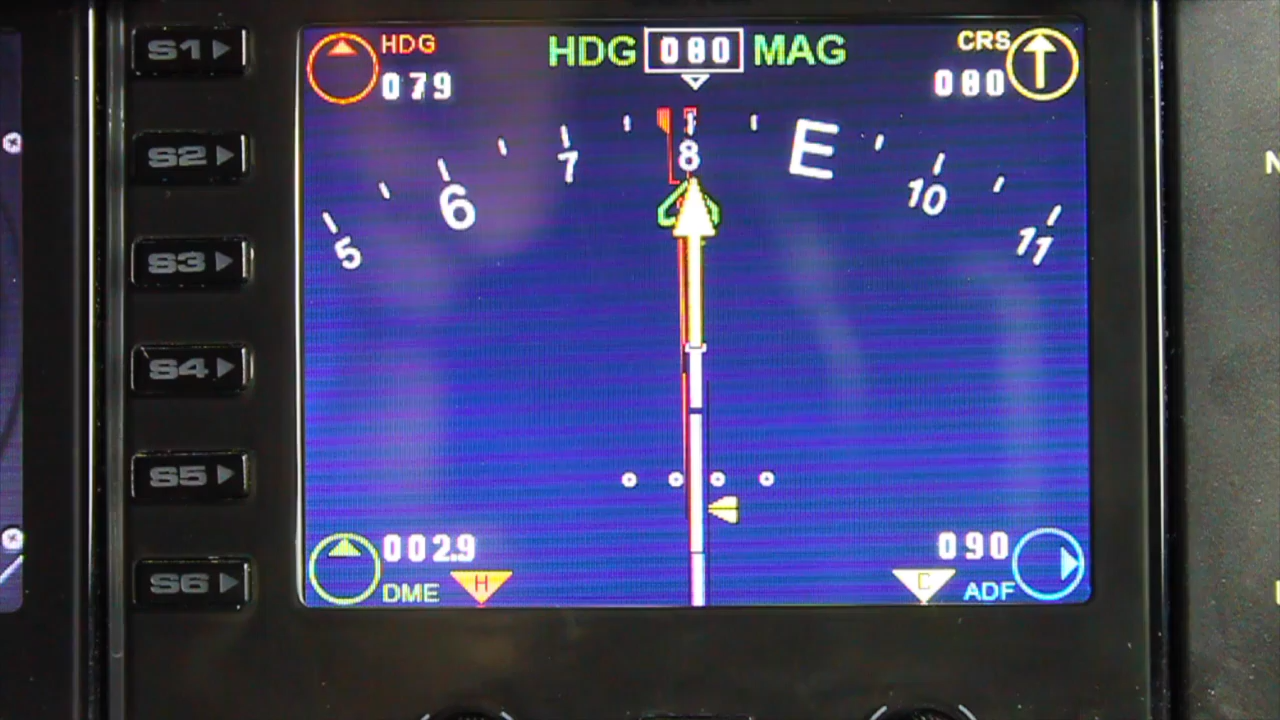 S1
S2
S3
S4
S5
S6
HDG
079
HDG 080 MAG
CRS
080
5 6 7 8 E 10 11
002.9
DME
H
090
ADF
C
N